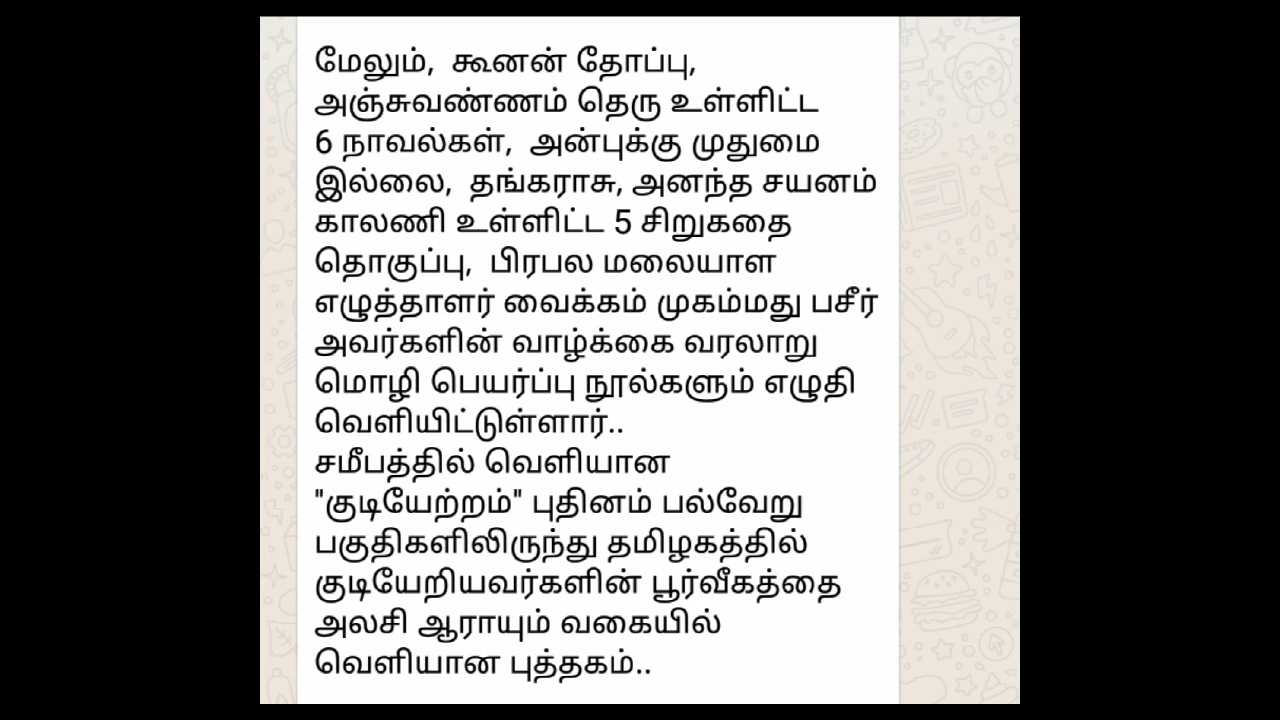 மேலும்,  கூனன் தோப்பு,
அஞ்சுவண்ணம் தெரு உள்ளிட்ட
6 நாவல்கள்,  அன்புக்கு முதுமை
இல்லை,  தங்கராசு, அனந்த சயனம்
காலணி உள்ளிட்ட 5 சிறுகதை
தொகுப்பு,  பிரபல மலையாள
எழுத்தாளர் வைக்கம் முகம்மது பசீர்
அவர்களின் வாழ்க்கை வரலாறு
மொழி பெயர்ப்பு நூல்களும் எழுதி
வெளியிட்டுள்ளார்..
சமீபத்தில் வெளியான
"குடியேற்றம்" புதினம் பல்வேறு
பகுதிகளிலிருந்து தமிழகத்தில்
குடியேறியவர்களின் பூர்வீகத்தை
அலசி ஆராயும் வகையில்
வெளியான புத்தகம்..